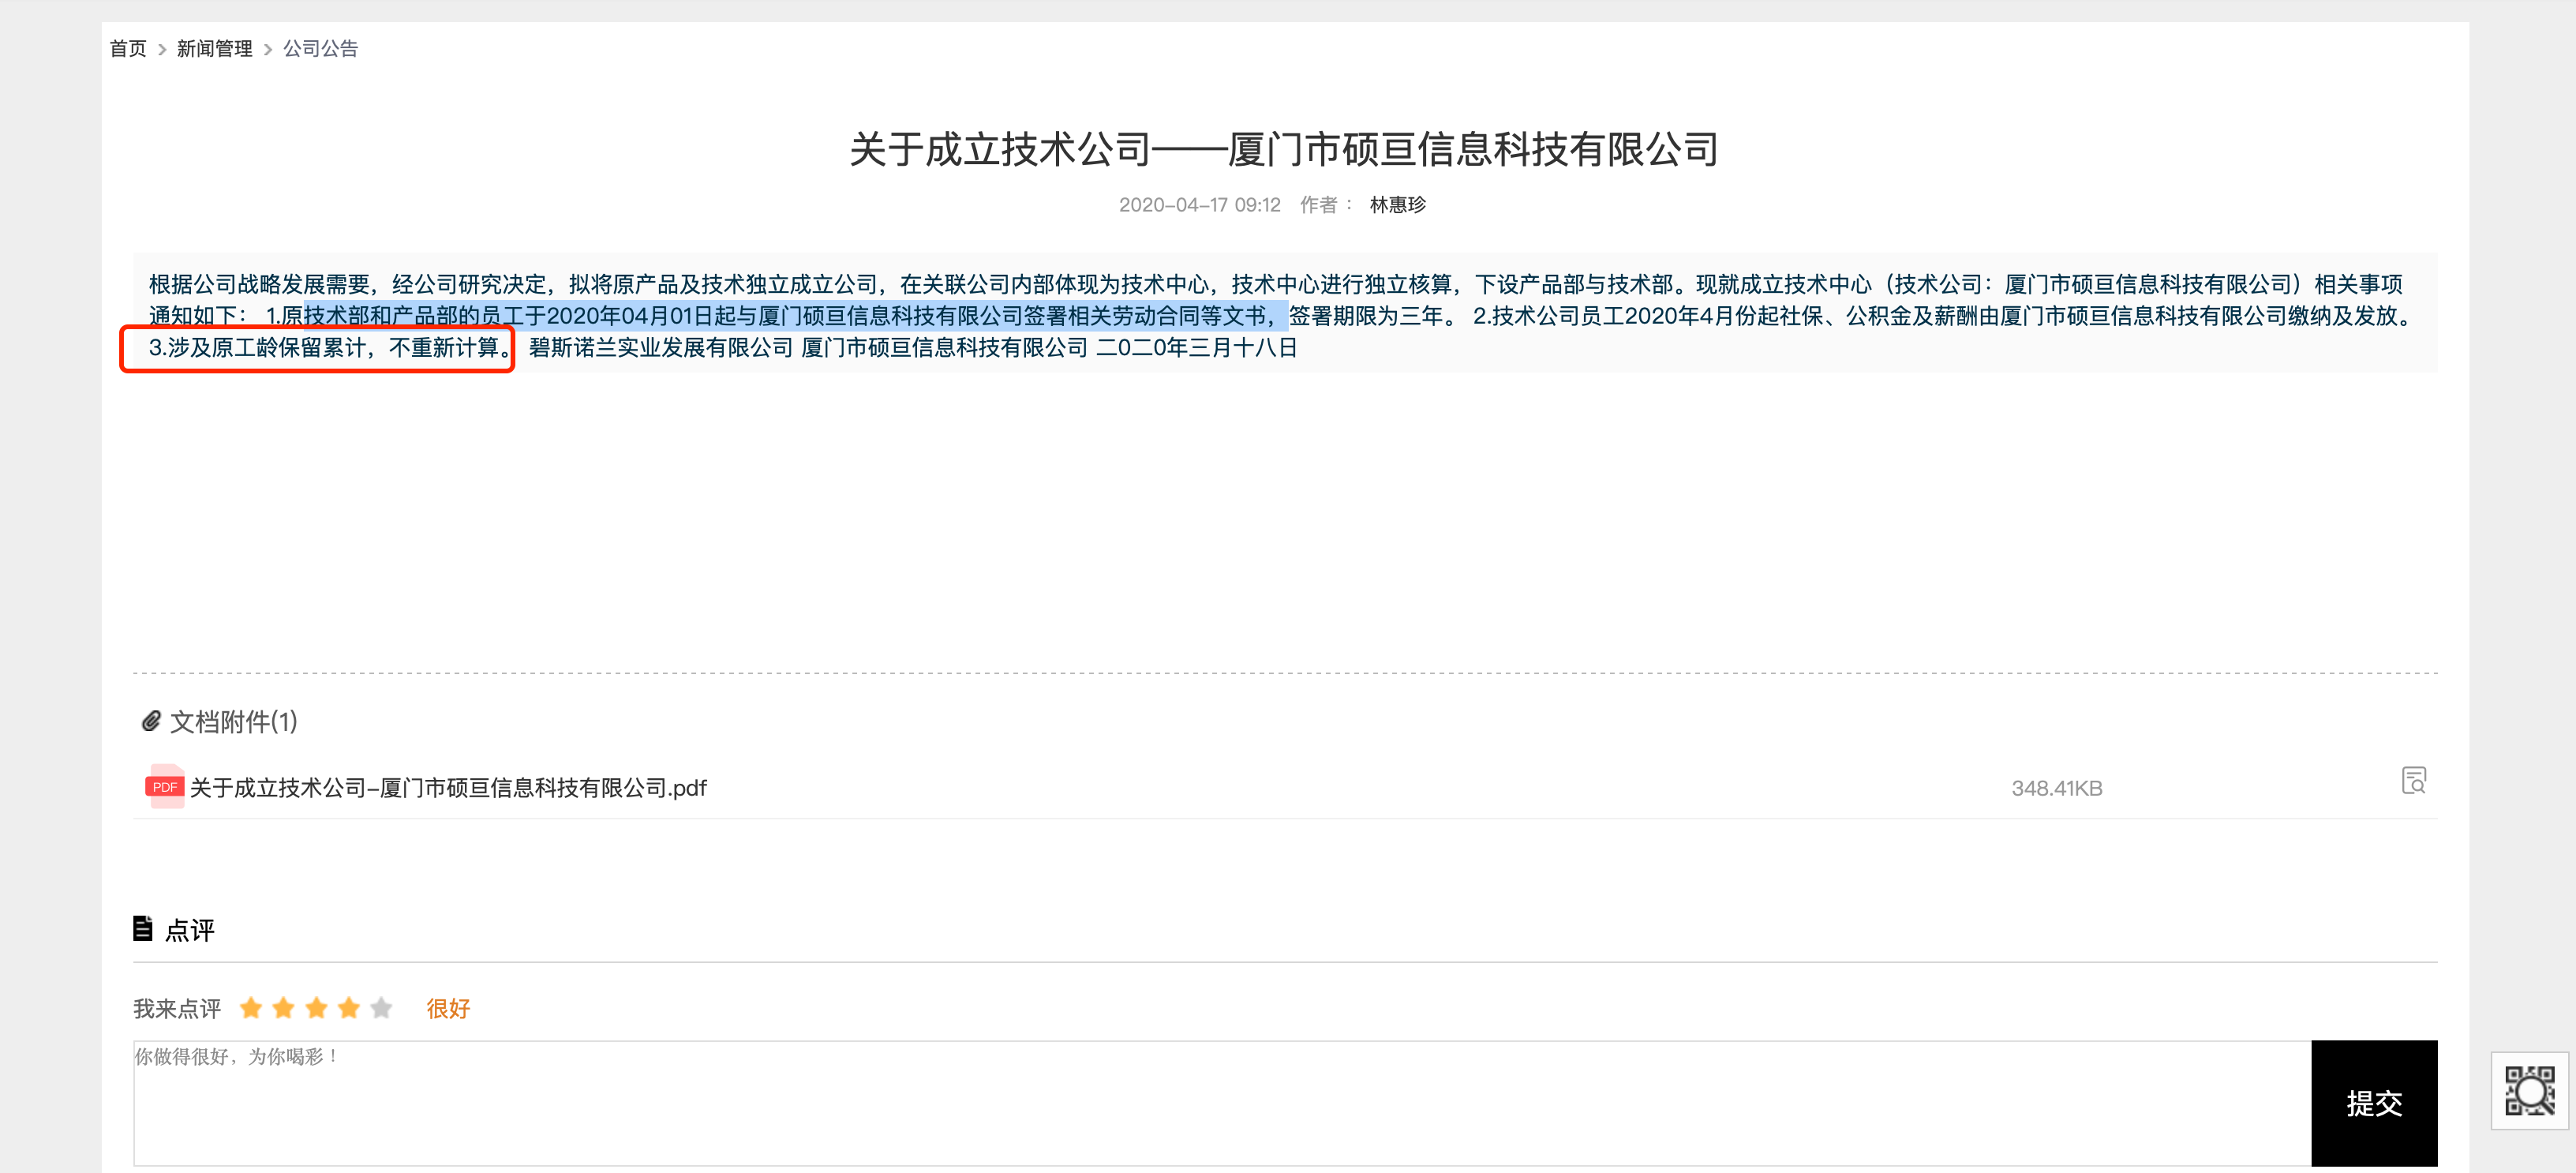 首页 > 新闻管理 > 公司公告
关于成立技术公司——厦门市硕亘信息科技有限公司
2020-04-17 09:12 作者： 林惠珍
根据公司战略发展需要，经公司研究决定，拟将原产品及技术独立成立公司，在关联公司内部体现为技术中心，技术中心进行独立核算，下设产品部与技术部。现就成立技术中心（技术公司：厦门市硕亘信息科技有限公司）相关事项
通知如下： 1.原技术部和产品部的员工于2020年04月01日起与厦门硕亘信息科技有限公司签署相关劳动合同等文书，签署期限为三年。 2.技术公司员工2020年4月份起社保、公积金及薪酬由厦门市硕亘信息科技有限公司缴纳及发放。
3.涉及原工龄保留累计，不重新计算。 碧斯诺兰实业发展有限公司 厦门市硕亘信息科技有限公司 二0二0年三月十八日
文档附件(1)
PDF 关于成立技术公司-厦门市硕亘信息科技有限公司.pdf 348.41KB
点评
我来点评 很好
你做得很好，为你喝彩！
提交